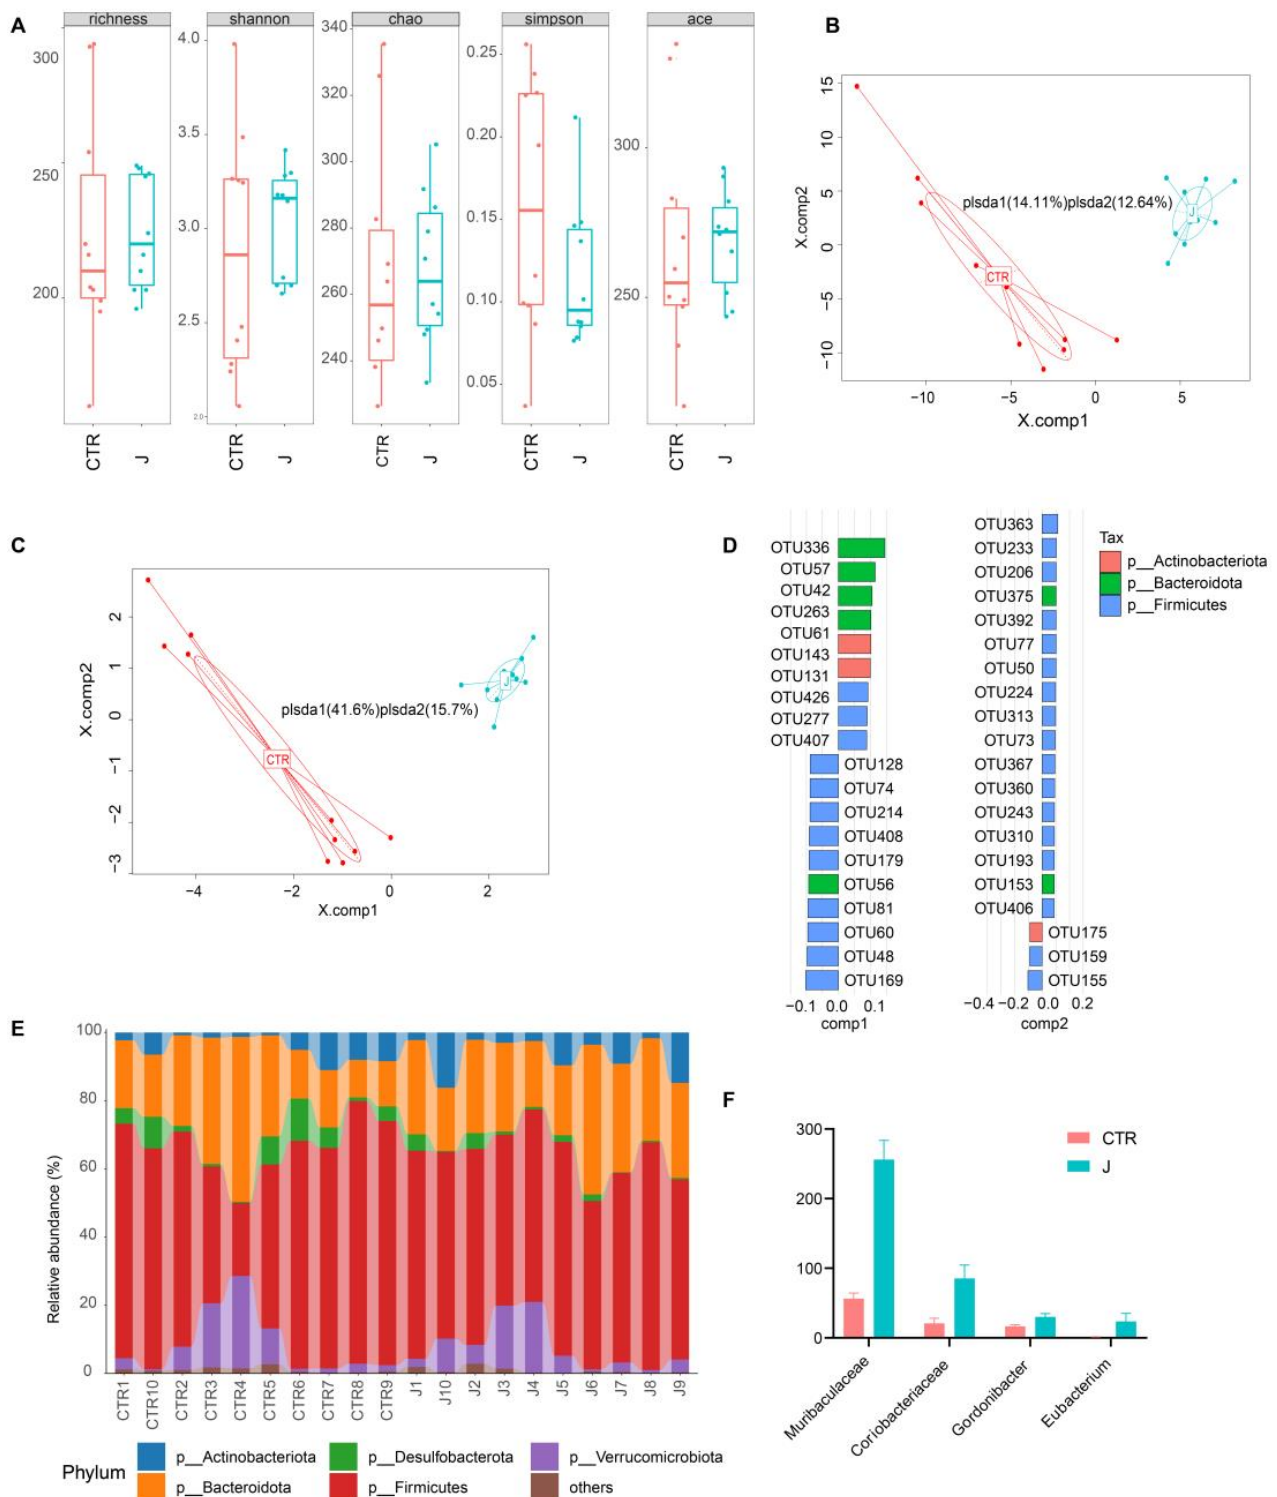 A
richness
shannon
chao
simpson
ace
300
250
200
4.0
3.5
3.0
2.5
2.0
340
320
300
280
260
240
0.25
0.20
0.15
0.10
0.05
300
250
CTR
J
CTR
J
CTR
J
CTR
J
CTR
J
B
X.comp2
15
10
5
0
−5
−10
plsda1(14.11%)plsda2(12.64%)
J
CTR
−10
−5
0
5
X.comp1
C
X.comp2
2
1
0
−1
−2
−3
plsda1(41.6%)plsda2(15.7%)
J
CTR
−4
−2
0
2
X.comp1
D
OTU336
OTU57
OTU42
OTU263
OTU61
OTU143
OTU131
OTU426
OTU277
OTU407
OTU128
OTU74
OTU214
OTU408
OTU179
OTU56
OTU81
OTU60
OTU48
OTU169
−0.1 0.0 0.1
comp1
OTU363
OTU233
OTU206
OTU375
OTU392
OTU77
OTU50
OTU224
OTU313
OTU73
OTU367
OTU360
OTU243
OTU310
OTU193
OTU153
OTU406
OTU175
OTU159
OTU155
−0.4 −0.2 0.0 0.2
comp2
Tax
p__Actinobacteriota
p__Bacteroidota
p__Firmicutes
E
Relative abundance (%)
100
80
60
40
20
0
CTR1
CTR10
CTR2
CTR3
CTR4
CTR5
CTR6
CTR7
CTR8
CTR9
J1
J10
J2
J3
J4
J5
J6
J7
J8
J9
Phylum
p__Actinobacteriota
p__Desulfobacterota
p__Verrucomicrobiota
p__Bacteroidota
p__Firmicutes
others
F
300
200
100
0
CTR
J
Muribaculaceae
Coriobacteriaceae
Gordonibacter
Eubacterium